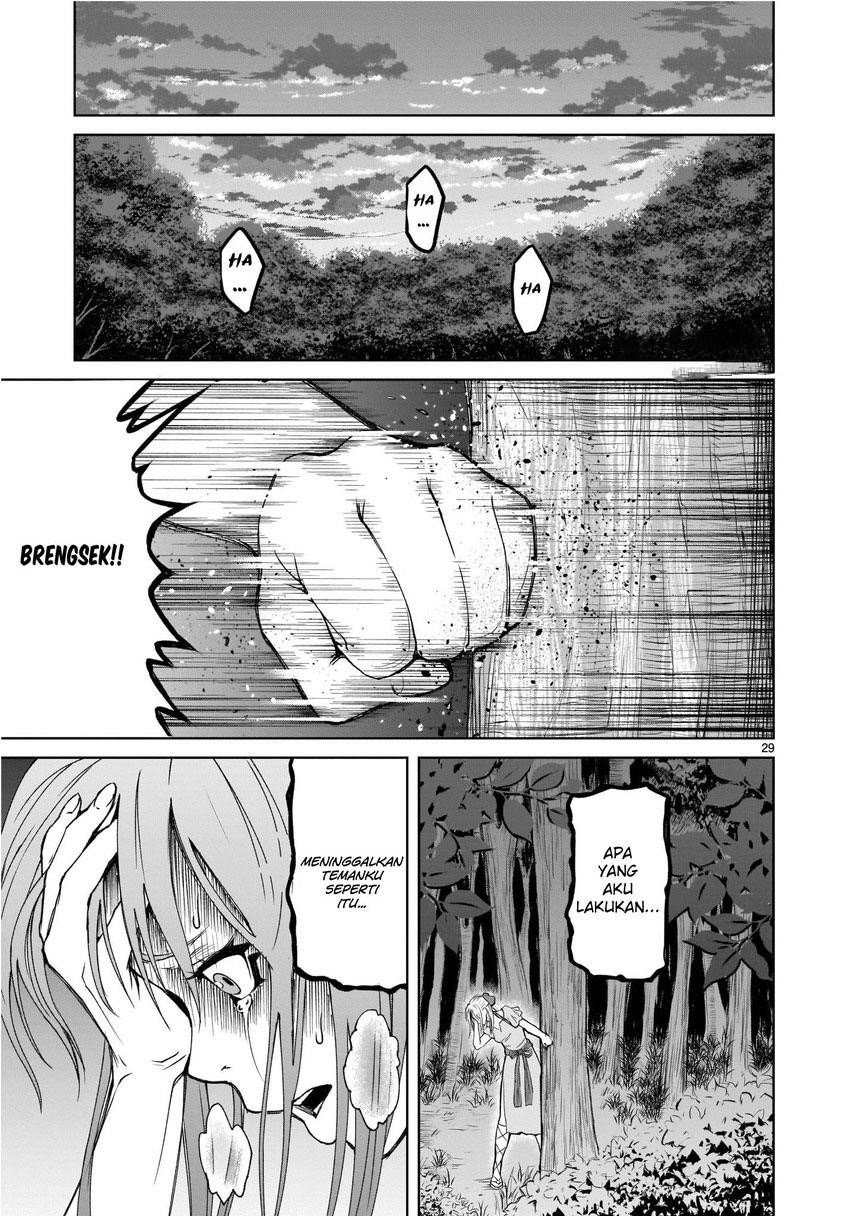 HA
...
HA
HA
...
BRENGSEK!!
29
APA
YANG
AKU
LAKUKAN...
MENINGGALKAN
TEMANKU
SEPERTI
ITU...